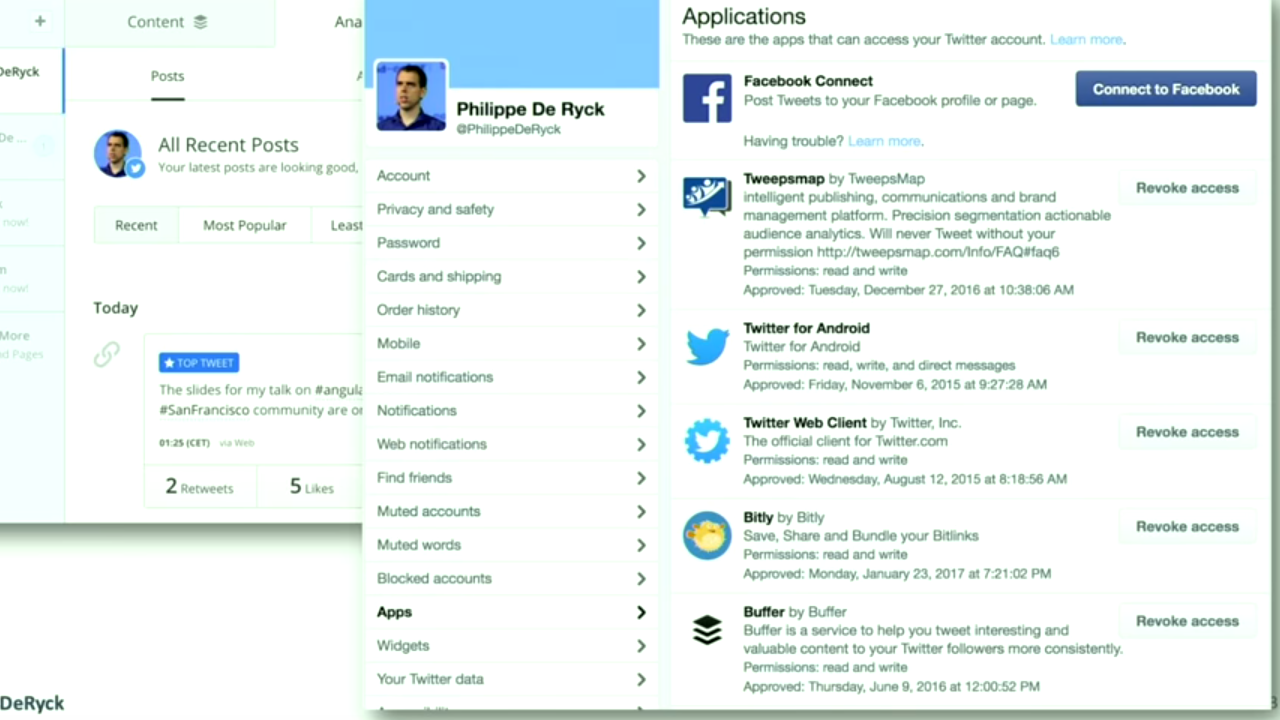 +
Content
Ana
DeRyck
De ...
now!
now!
More
d Pages
Posts
All Recent Posts
Your latest posts are looking good,
Recent
Most Popular
Least
Today
TOP TWEET
The slides for my talk on #angula
#SanFrancisco community are o
01:25 (CET) via Web
2 Retweets
5 Likes
DeRyck
Philippe De Ryck
@PhilippeDeRyck
Account
Privacy and safety
Password
Cards and shipping
Order history
Mobile
Email notifications
Notifications
Web notifications
Find friends
Muted accounts
Muted words
Blocked accounts
Apps
Widgets
Your Twitter data
Applications
These are the apps that can access your Twitter account. Learn more.
Facebook Connect
Post Tweets to your Facebook profile or page.
Connect to Facebook
Having trouble? Learn more.
Tweepsmap by TweepsMap
Revoke access
intelligent publishing, communications and brand
management platform. Precision segmentation actionable
audience analytics. Will never Tweet without your
permission http://tweepsmap.com/Info/FAQ#faq6
Permissions: read and write
Approved: Tuesday, December 27, 2016 at 10:38:06 AM
Twitter for Android
Revoke access
Twitter for Android
Permissions: read, write, and direct messages
Approved: Friday, November 6, 2015 at 9:27:28 AM
Twitter Web Client by Twitter, Inc.
Revoke access
The official client for Twitter.com
Permissions: read and write
Approved: Wednesday, August 12, 2015 at 8:18:56 AM
Bitly by Bitly
Revoke access
Save, Share and Bundle your Bitlinks
Permissions: read and write
Approved: Monday, January 23, 2017 at 7:21:02 PM
Buffer by Buffer
Revoke access
Buffer is a service to help you tweet interesting and
valuable content to your Twitter followers more consistently.
Permissions: read and write
Approved: Thursday, June 9, 2016 at 12:00:52 PM